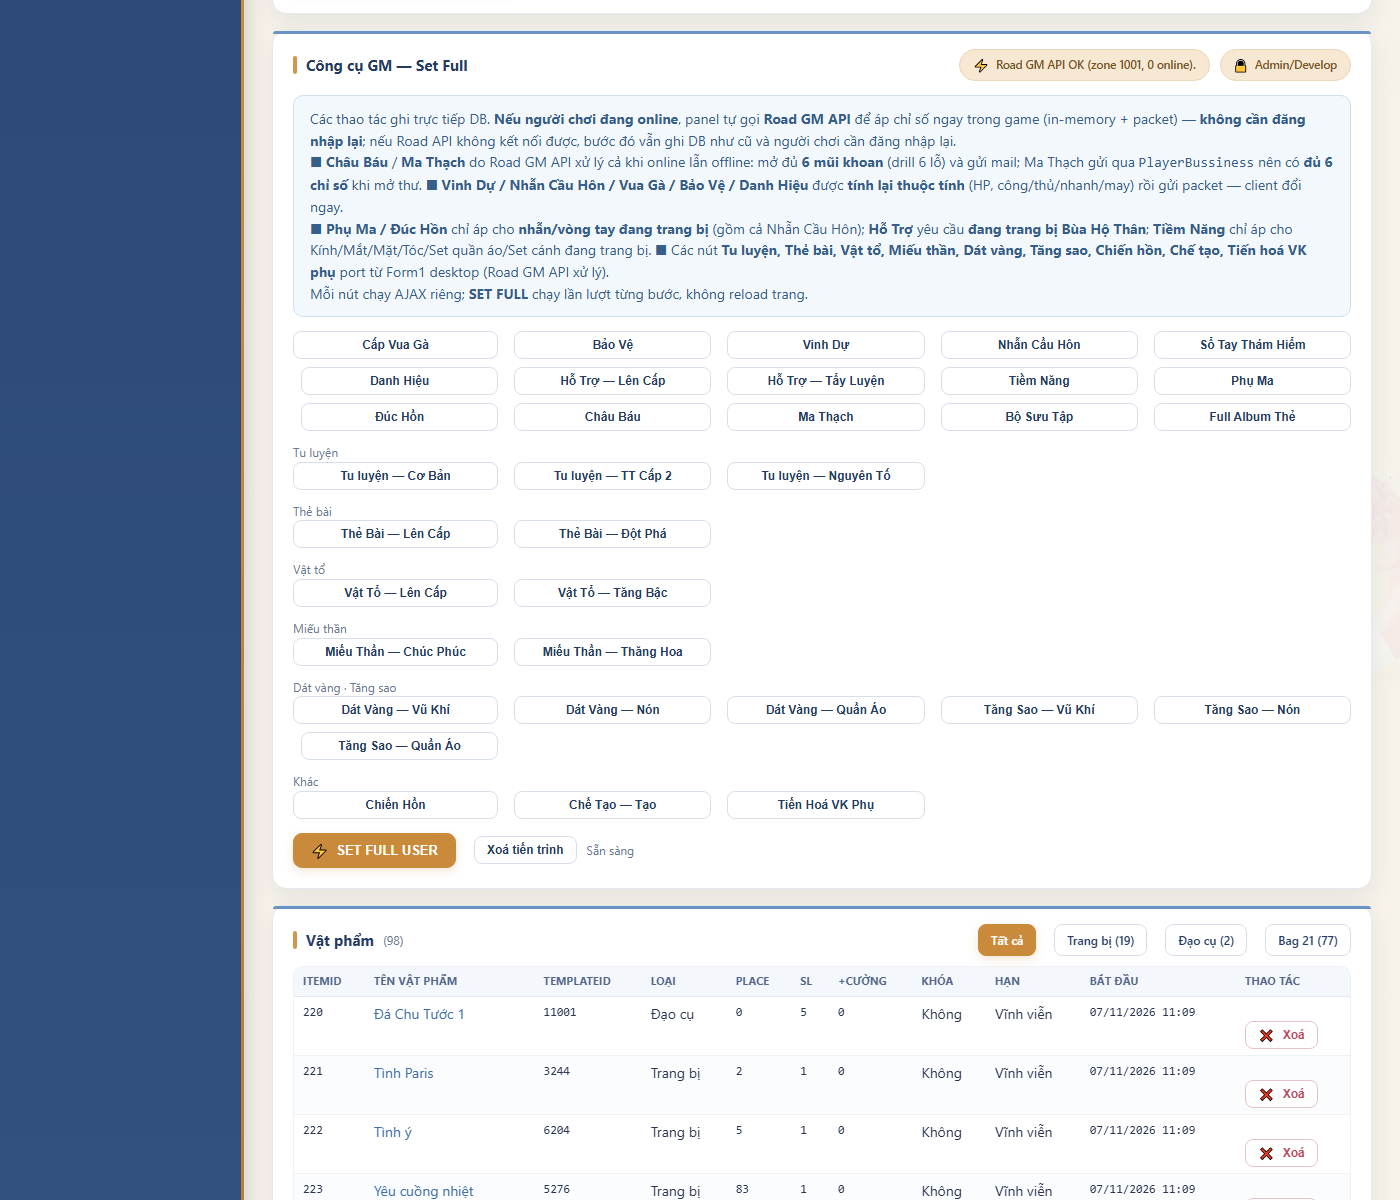 Công cụ GM — Set Full
Road GM API OK (zone 1001, 0 online).
Admin/Develop
Các thao tác ghi trực tiếp DB. Nếu người chơi đang online, panel tự gọi Road GM API để áp chỉ số ngay trong game (in-memory + packet) — không cần đăng
nhập lại; nếu Road API không kết nối được, bước đó vẫn ghi DB như cũ và người chơi cần đăng nhập lại.
■ Châu Báu / Ma Thạch do Road GM API xử lý cả khi online lẫn offline: mở đủ 6 mũi khoan (drill 6 lỗ) và gửi mail; Ma Thạch gửi qua PlayerBussiness nên có đủ 6
chỉ số khi mở thư. ■ Vinh Dự / Nhẫn Cầu Hôn / Vua Gà / Bảo Vệ / Danh Hiệu được tính lại thuộc tính (HP, công/thủ/nhanh/may) rồi gửi packet — client đổi
ngay.
■ Phụ Ma / Đúc Hồn chỉ áp cho nhẫn/vòng tay đang trang bị (gồm cả Nhẫn Cầu Hôn); Hỗ Trợ yêu cầu đang trang bị Bùa Hộ Thân; Tiềm Năng chỉ áp cho
Kính/Mắt/Mặt/Tóc/Set quần áo/Set cánh đang trang bị. ■ Các nút Tu luyện, Thẻ bài, Vật tổ, Miếu thần, Dát vàng, Tăng sao, Chiến hồn, Chế tạo, Tiến hoá VK
phụ port từ Form1 desktop (Road GM API xử lý).
Mỗi nút chạy AJAX riêng; SET FULL chạy lần lượt từng bước, không reload trang.
Cấp Vua Gà
Bảo Vệ
Vinh Dự
Nhẫn Cầu Hôn
Sổ Tay Thám Hiểm
Danh Hiệu
Hỗ Trợ — Lên Cấp
Hỗ Trợ — Tẩy Luyện
Tiềm Năng
Phụ Ma
Đúc Hồn
Châu Báu
Ma Thạch
Bộ Sưu Tập
Full Album Thẻ
Tu luyện
Tu luyện — Cơ Bản
Tu luyện — TT Cấp 2
Tu luyện — Nguyên Tố
Thẻ bài
Thẻ Bài — Lên Cấp
Thẻ Bài — Đột Phá
Vật tổ
Vật Tổ — Lên Cấp
Vật Tổ — Tăng Bậc
Miếu thần
Miếu Thần — Chúc Phúc
Miếu Thần — Thăng Hoa
Dát vàng · Tăng sao
Dát Vàng — Vũ Khí
Dát Vàng — Nón
Dát Vàng — Quần Áo
Tăng Sao — Vũ Khí
Tăng Sao — Nón
Tăng Sao — Quần Áo
Khác
Chiến Hồn
Chế Tạo — Tạo
Tiến Hoá VK Phụ
SET FULL USER
Xoá tiến trình
Sẵn sàng
Vật phẩm (98)
Tất cả
Trang bị (19)
Đạo cụ (2)
Bag 21 (77)
ITEMID TÊN VẬT PHẨM TEMPLATEID LOẠI PLACE SL +CƯỜNG KHÓA HẠN BẮT ĐẦU THAO TÁC
220 Đá Chu Tước 1 11001 Đạo cụ 0 5 0 Không Vĩnh viễn 07/11/2026 11:09
Xoá
221 Tình Paris 3244 Trang bị 2 1 0 Không Vĩnh viễn 07/11/2026 11:09
Xoá
222 Tình ý 6204 Trang bị 5 1 0 Không Vĩnh viễn 07/11/2026 11:09
Xoá
223 Yêu cuồng nhiệt 5276 Trang bị 83 1 0 Không Vĩnh viễn 07/11/2026 11:09